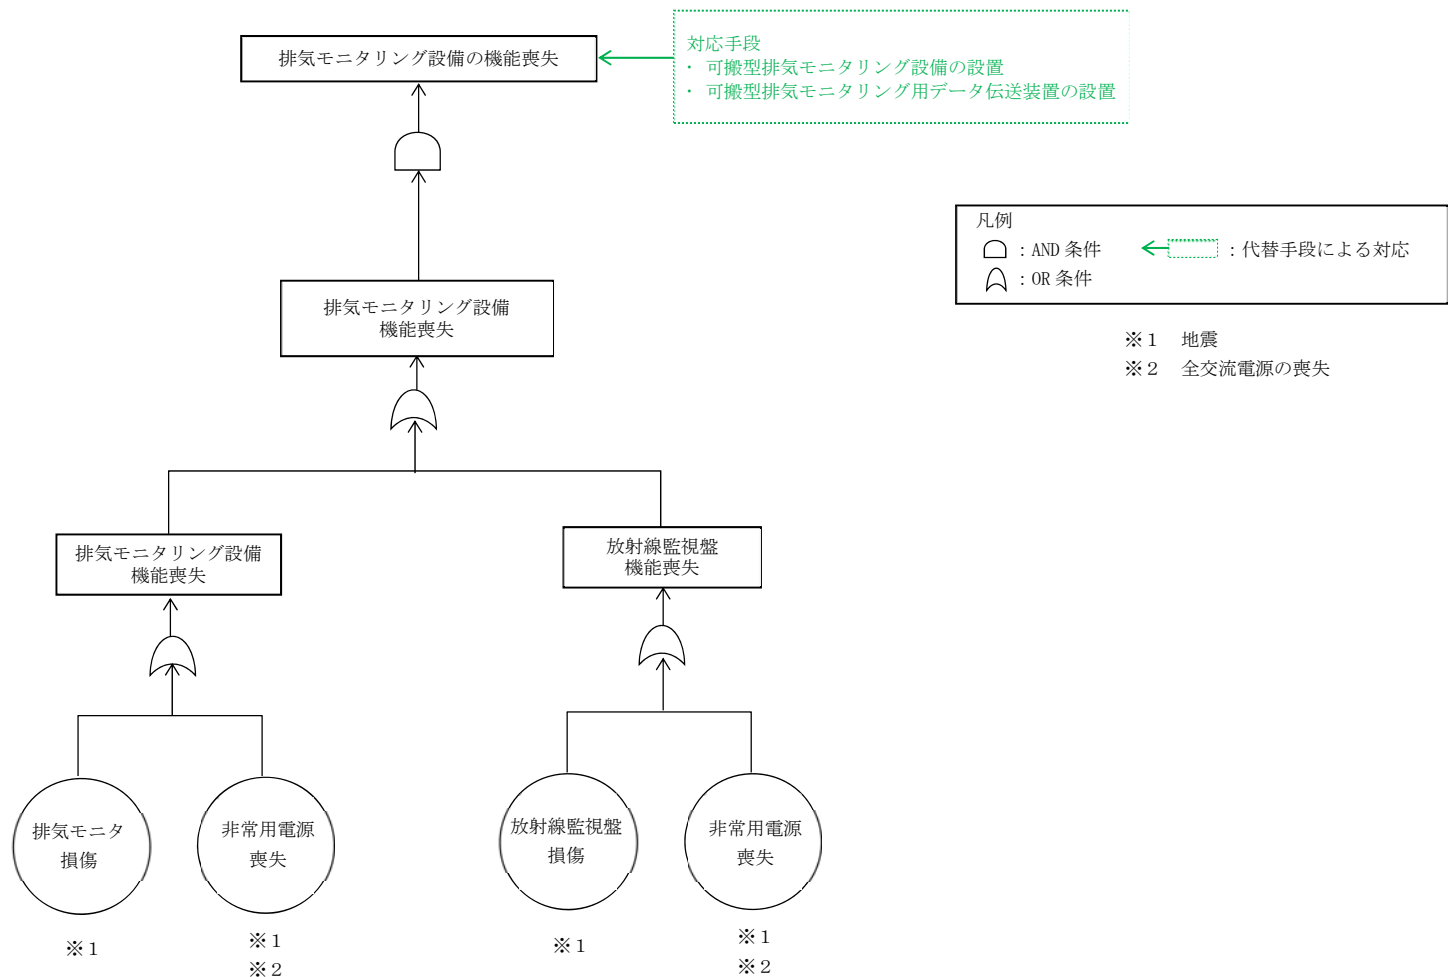 排気モニタリング設備の機能喪失
対応手段
・ 可搬型排気モニタリング設備の設置
・ 可搬型排気モニタリング用データ伝送装置の設置
凡例
：AND 条件
：代替手段による対応
：OR 条件
※１　地震
※２　全交流電源の喪失
排気モニタリング設備
機能喪失
排気モニタリング設備
機能喪失
放射線監視盤
機能喪失
排気モニタ
損傷
非常用電源
喪失
放射線監視盤
損傷
非常用電源
喪失
※１
※１
※２
※１
※１
※２